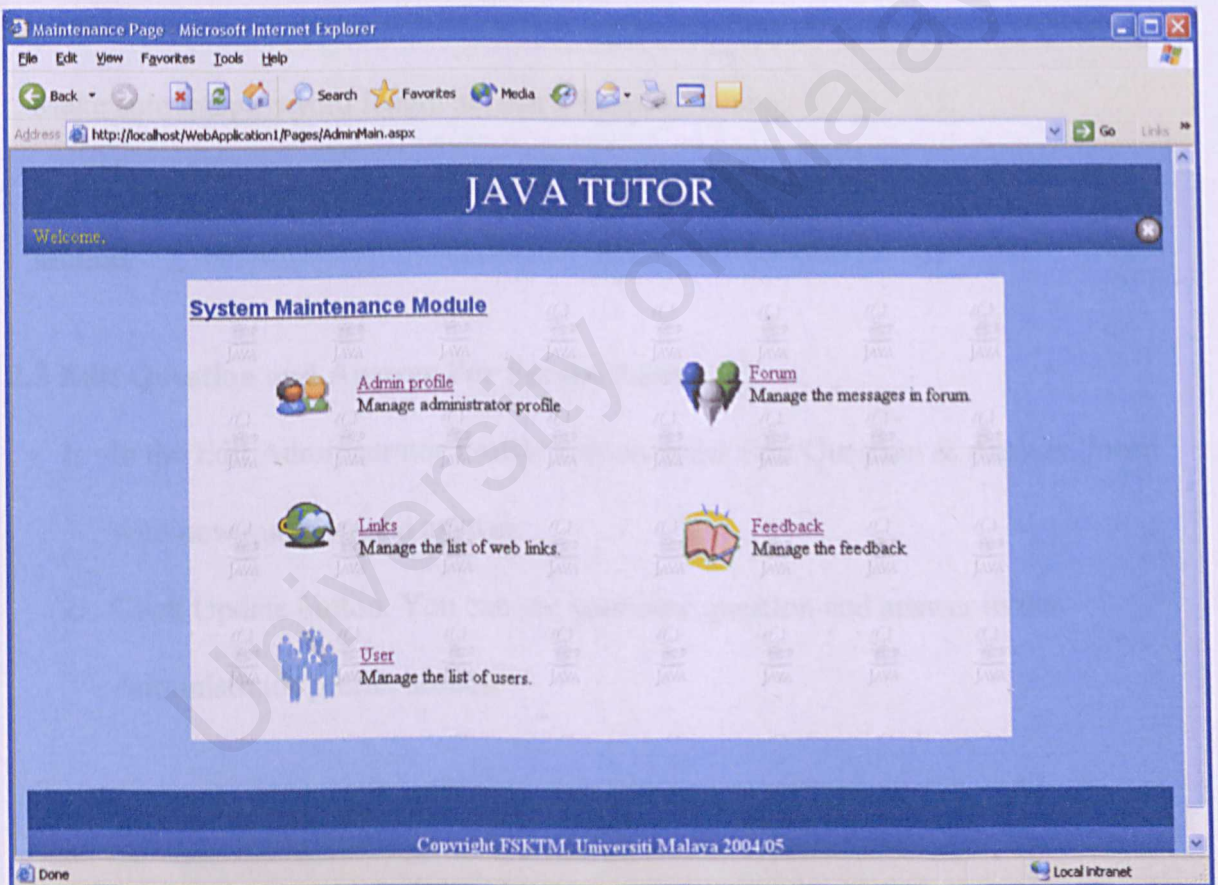 Maintenance Page - Microsoft Internet Explorer
File Edit View Favorites Tools Help
Back Search Favorites Media
Address http://localhost/WebApplication1/Pages/AdminMain.aspx Go Links
JAVA TUTOR
Welcome,
System Maintenance Module
Admin profile
Manage administrator profile
Forum
Manage the messages in forum.
Links
Manage the list of web links.
Feedback
Manage the feedback
User
Manage the list of users.
Copyright FSKTM, Universiti Malaya 2004/05
Done Local intranet
University of Malay